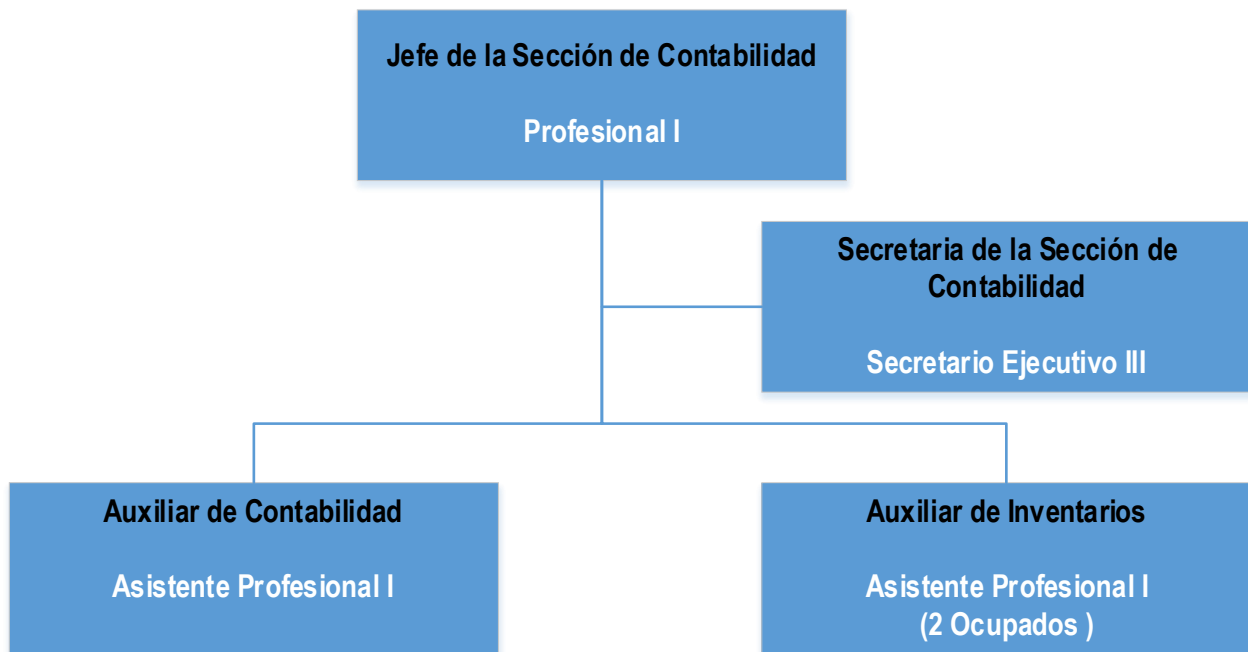 Jefe de la Sección de Contabilidad
Profesional I
Secretaria de la Sección de
Contabilidad
Secretario Ejecutivo III
Auxiliar de Contabilidad
Asistente Profesional I
Auxiliar de Inventarios
Asistente Profesional I
(2 Ocupados )